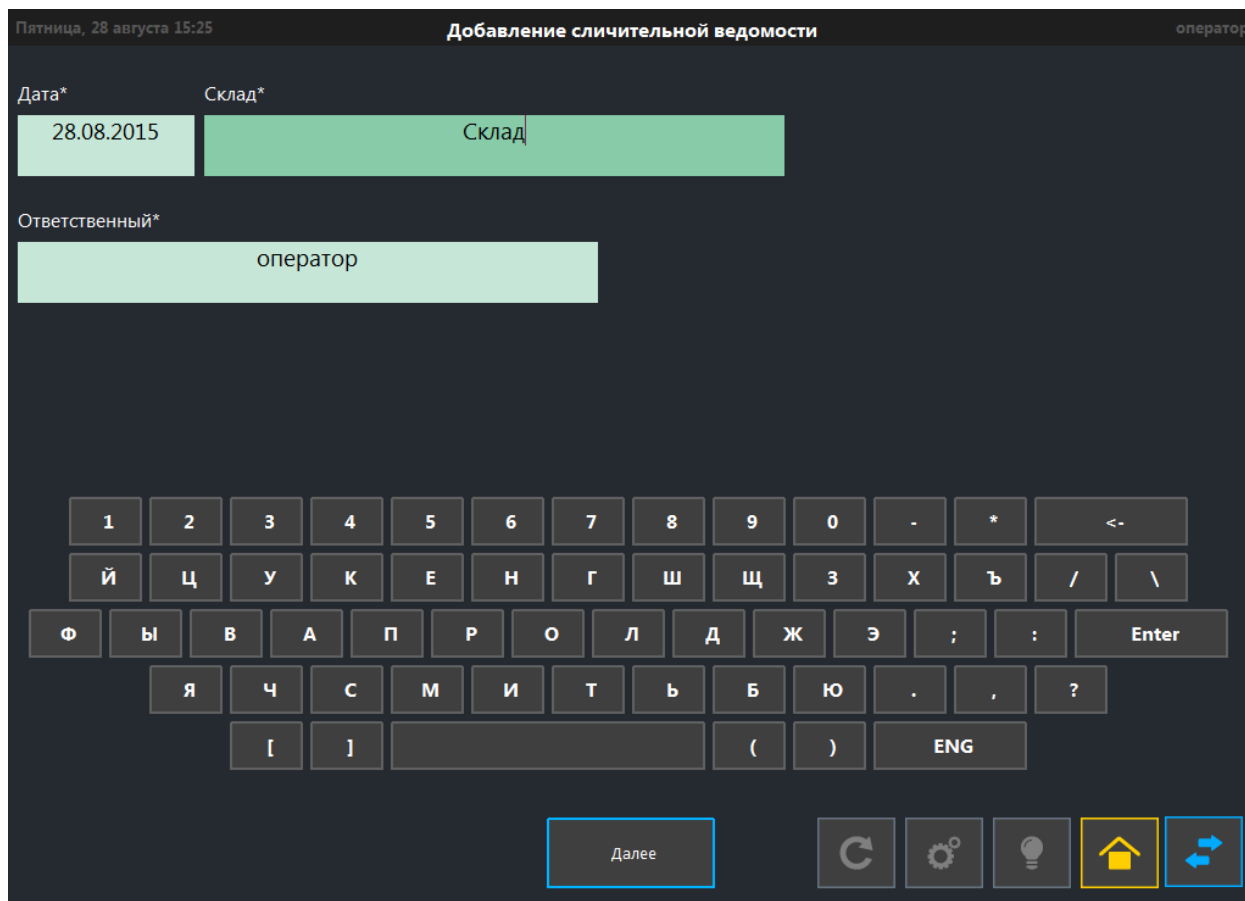 Пятница, 28 августа 15:25 Добавление сличительной ведомости оператор
Дата* Склад*
28.08.2015 Склад
Ответственный*
оператор
1 2 3 4 5 6 7 8 9 0 - * <-
Й Ц У К Е Н Г Ш Щ З Х Ъ / \
Ф Ы В А П Р О Л Д Ж Э ; : Enter
Я Ч С М И Т Ь Б Ю . , ?
[ ] ( ) ENG
Далее